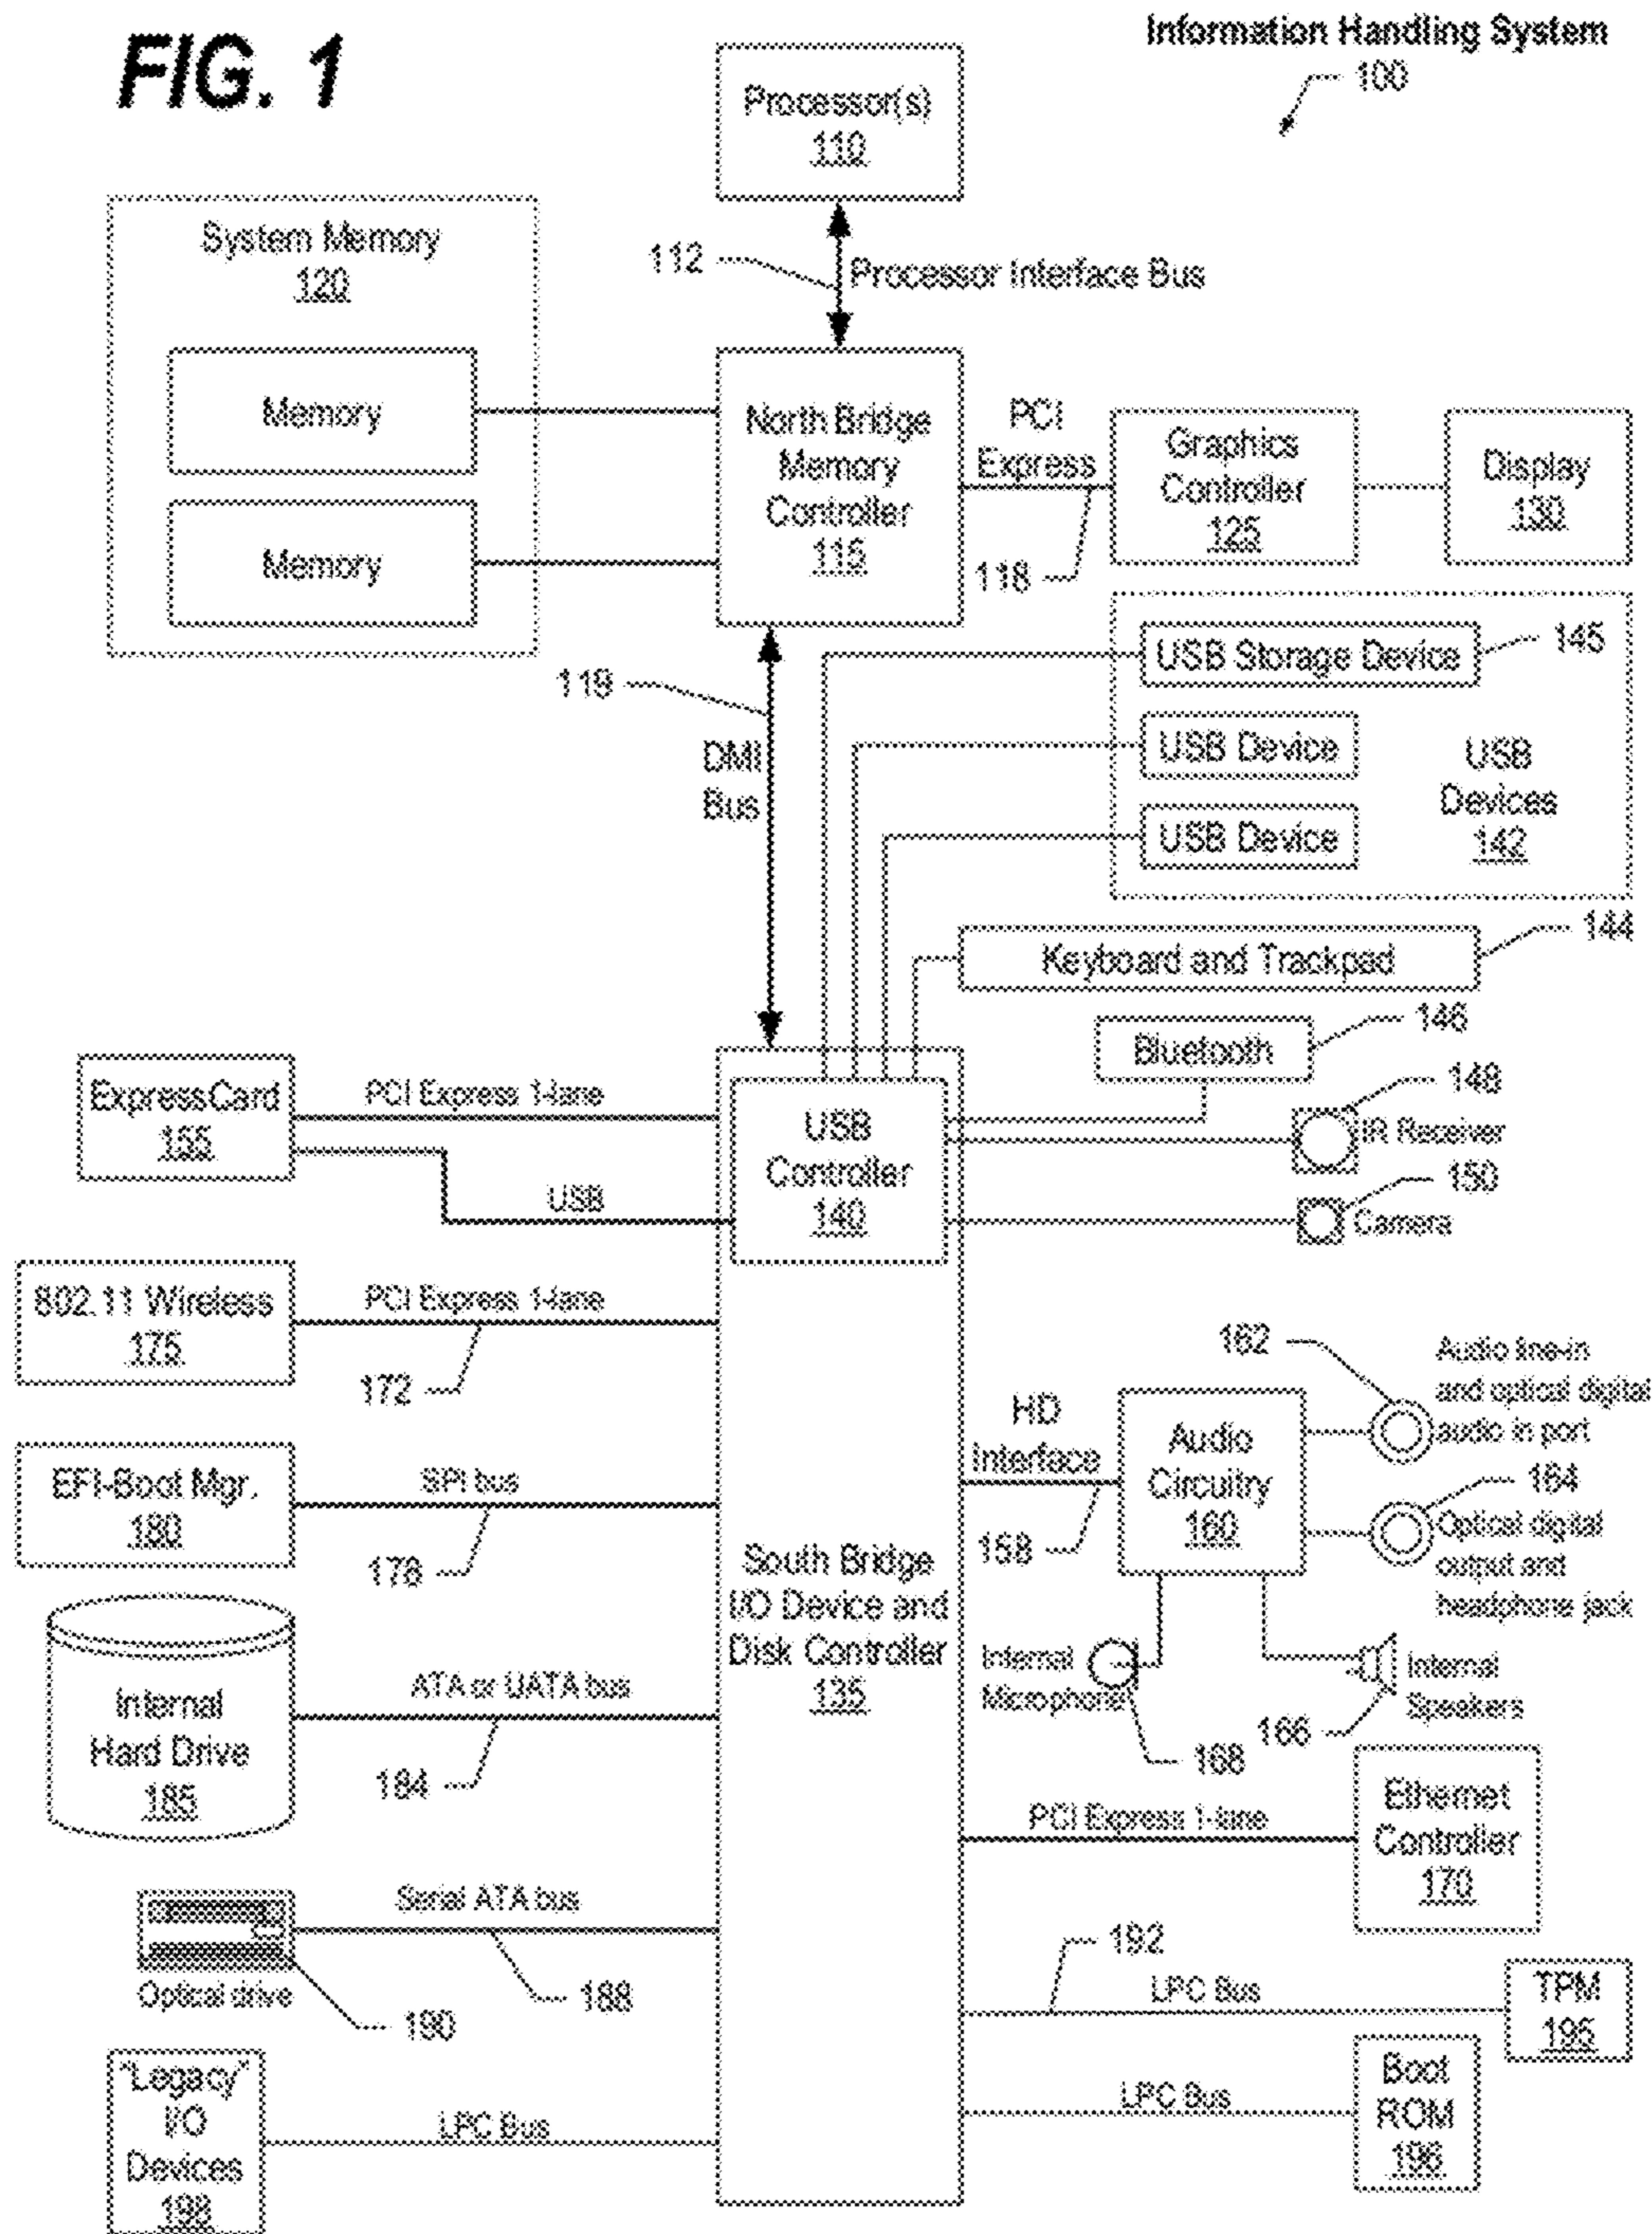 FIG. 1
Information Handling System
100
Processor(s)
110
System Memory
120
112
Processor Interface Bus
Memory
Memory
North Bridge
Memory
Controller
115
PCI
Express
118
Graphics
Controller
125
Display
130
119
DMI
Bus
USB Storage Device
145
USB Device
USB Device
USB
Devices
142
Keyboard and Trackpad
144
Bluetooth
146
148
IR Receiver
150
Camera
ExpressCard
155
PCI Express 1-lane
USB
USB
Controller
140
802.11 Wireless
175
PCI Express 1-lane
172
162
Audio line-in
and optical digital
audio in port
HD
Interface
158
Audio
Circuitry
160
164
Optical digital
output and
headphone jack
EFI-Boot Mgr.
180
SPI bus
178
South Bridge
I/O Device and
Disk Controller
135
Internal
Microphone
168
Internal
Speakers
166
Internal
Hard Drive
185
ATA or UATA bus
184
PCI Express 1-lane
Ethernet
Controller
170
Serial ATA bus
188
Optical drive
190
192
LPC Bus
TPM
195
"Legacy"
I/O
Devices
198
LPC Bus
LPC Bus
Boot
ROM
196